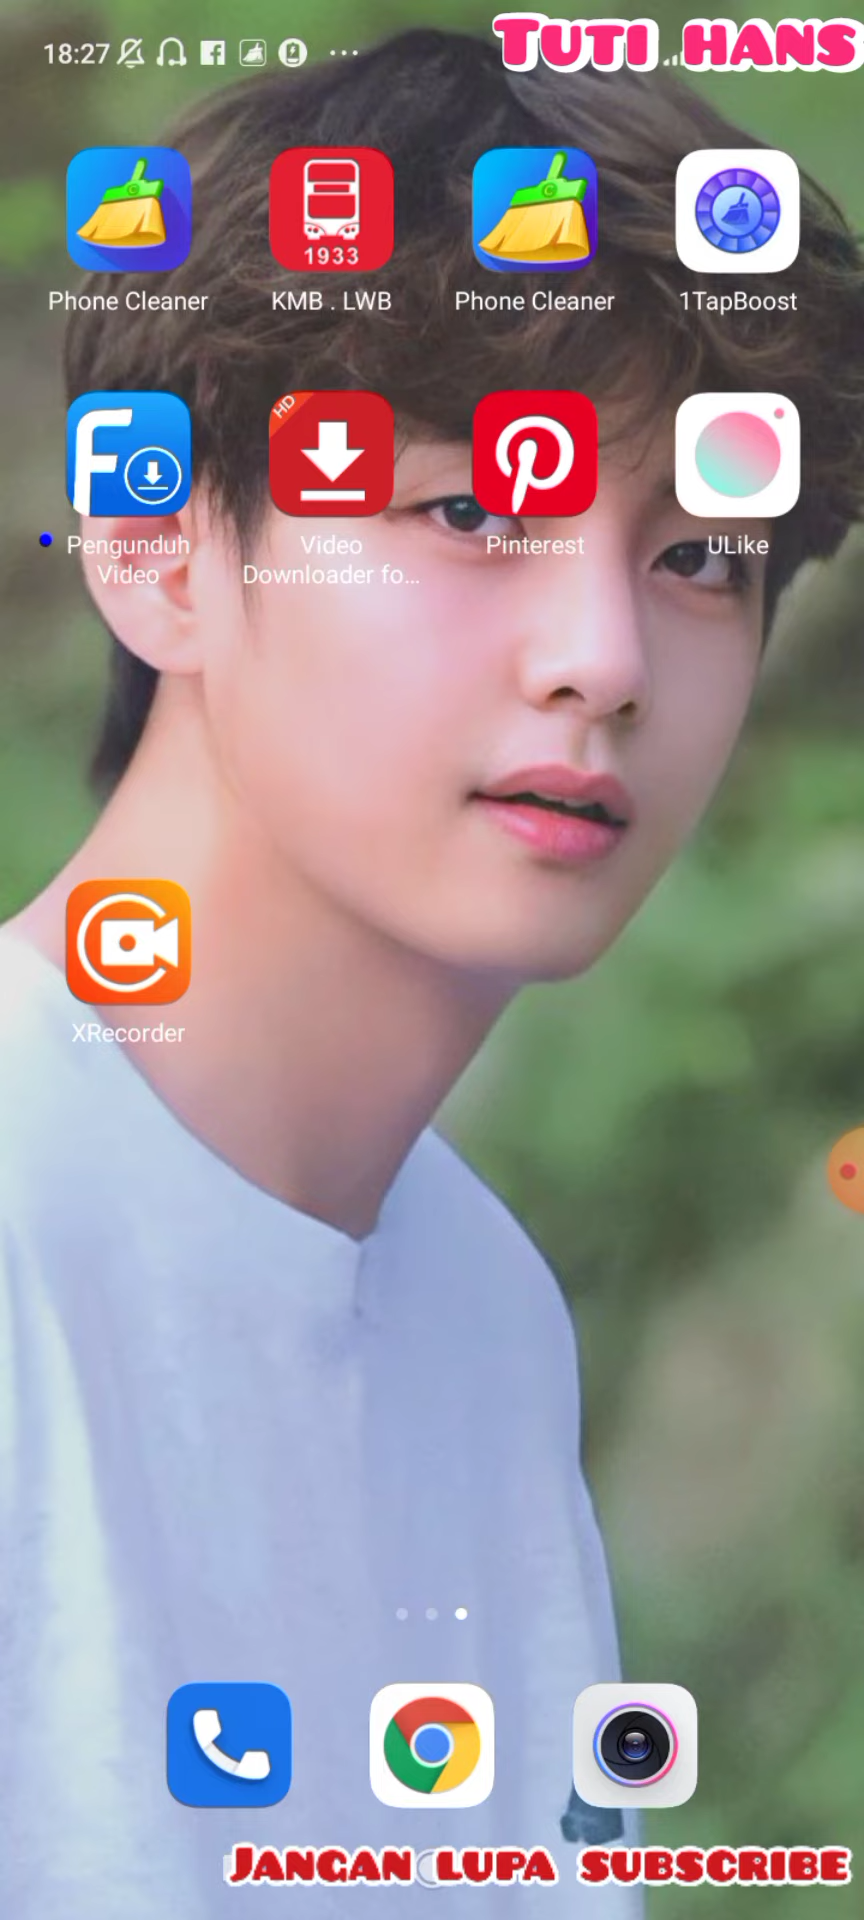 18:27
TUTI HANS
Phone Cleaner
1933
KMB . LWB
Phone Cleaner
1TapBoost
Pengunduh
Video
HD
Video
Downloader fo...
Pinterest
ULike
XRecorder
JANGAN LUPA SUBSCRIBE